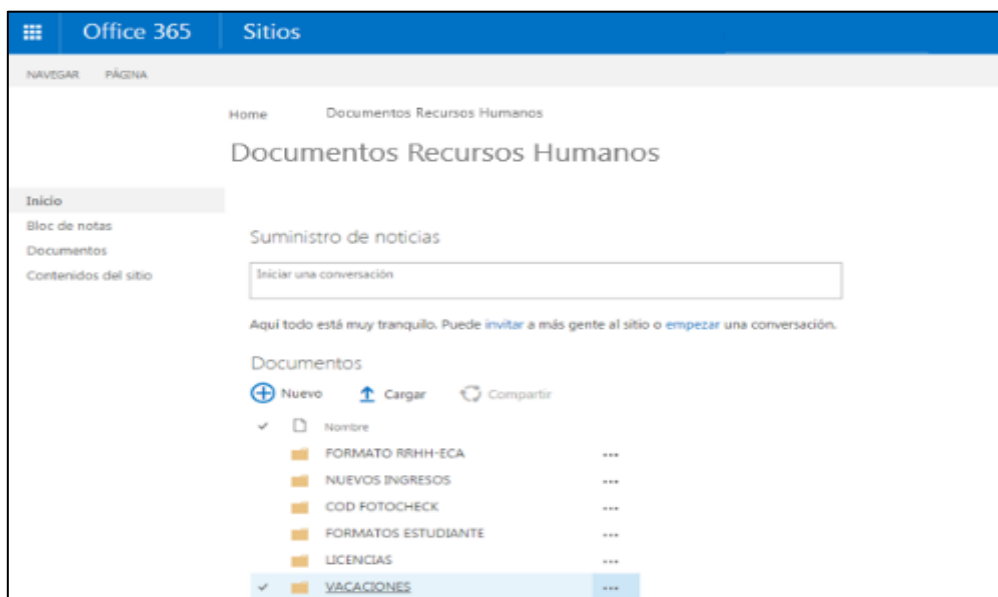 Office 365 Sitios
NAVEGAR PÁGINA
Home Documentos Recursos Humanos
Documentos Recursos Humanos
Inicio
Bloc de notas
Documentos
Contenidos del sitio
Suministro de noticias
Iniciar una conversación
Aquí todo está muy tranquilo. Puede invitar a más gente al sitio o empezar una conversación.
Documentos
Nuevo Cargar Compartir
Nombre
FORMATO RRHH-ECA ...
NUEVOS INGRESOS ...
COD FOTOCHECK ...
FORMATOS ESTUDIANTE ...
LICENCIAS ...
VACACIONES ...